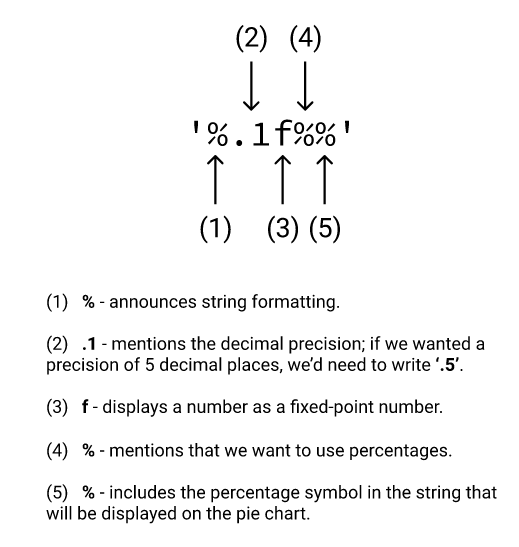 (2) (4)
'%.1f%%'
(1) (3) (5)
(1) % - announces string formatting.
(2) .1 - mentions the decimal precision; if we wanted a
precision of 5 decimal places, we'd need to write '.5'.
(3) f - displays a number as a fixed-point number.
(4) % - mentions that we want to use percentages.
(5) % - includes the percentage symbol in the string that
will be displayed on the pie chart.